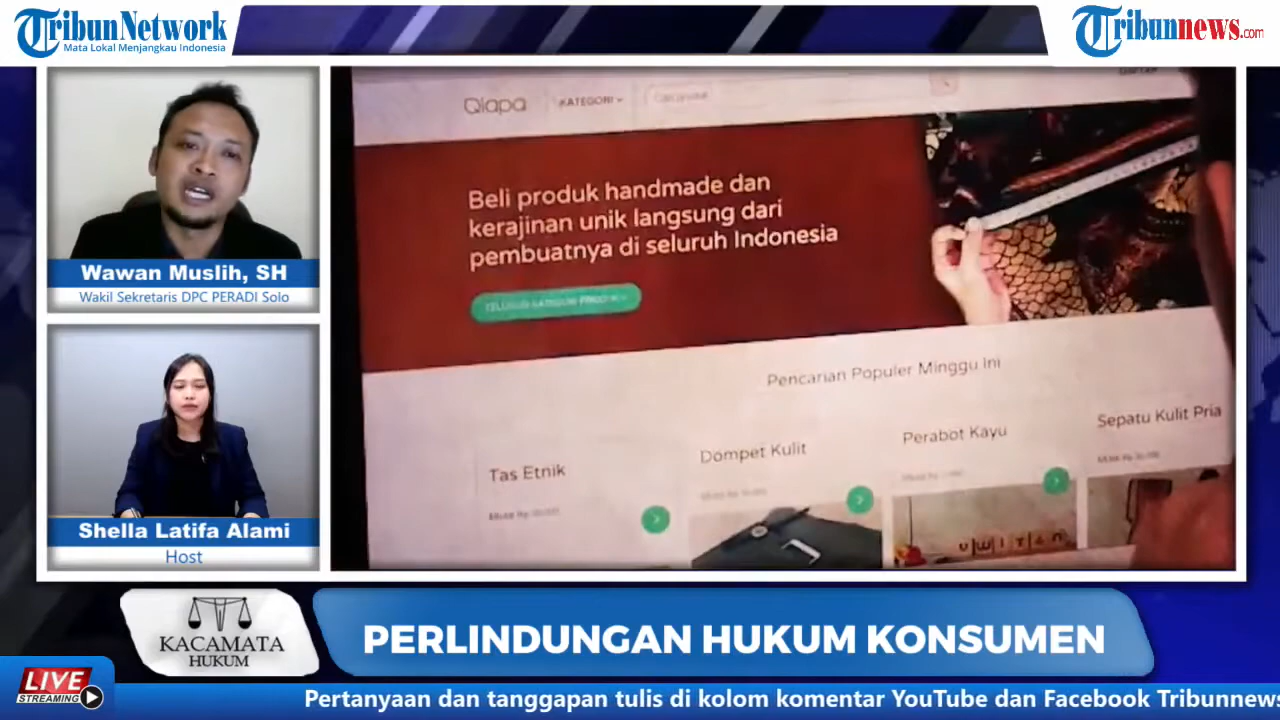 TribunNetwork
Mata Lokal Menjangkau Indonesia
Tribunnews.com
Wawan Muslih, SH
Wakil Sekretaris DPC PERADI Solo
Shella Latifa Alami
Host
Qlapa
KATEGORI
Beli produk handmade dan
kerajinan unik langsung dari
pembuatnya di seluruh Indonesia
Pencarian Populer Minggu Ini
Tas Etnik
Dompet Kulit
Perabot Kayu
Sepatu Kulit Pria
KACAMATA
HUKUM
PERLINDUNGAN HUKUM KONSUMEN
LIVE
STREAMING
Pertanyaan dan tanggapan tulis di kolom komentar YouTube dan Facebook Tribunnews